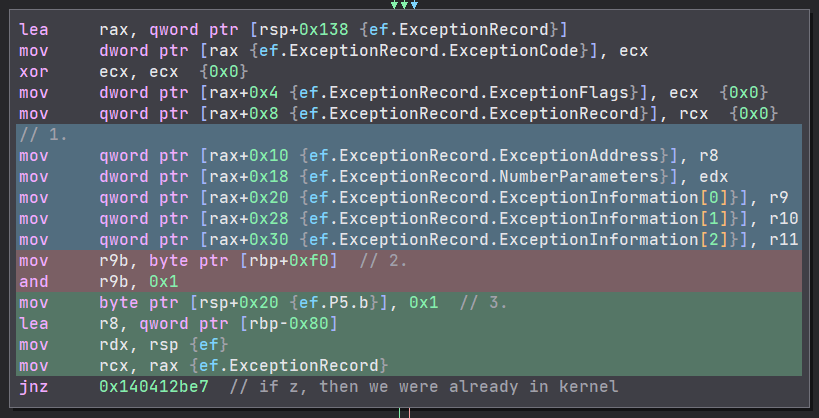 lea     rax, qword ptr [rsp+0x138 {ef.ExceptionRecord}]
mov     dword ptr [rax {ef.ExceptionRecord.ExceptionCode}], ecx
xor     ecx, ecx  {0x0}
mov     dword ptr [rax+0x4 {ef.ExceptionRecord.ExceptionFlags}], ecx  {0x0}
mov     qword ptr [rax+0x8 {ef.ExceptionRecord.ExceptionRecord}], rcx  {0x0}
// 1.
mov     qword ptr [rax+0x10 {ef.ExceptionRecord.ExceptionAddress}], r8
mov     dword ptr [rax+0x18 {ef.ExceptionRecord.NumberParameters}], edx
mov     qword ptr [rax+0x20 {ef.ExceptionRecord.ExceptionInformation[0]}], r9
mov     qword ptr [rax+0x28 {ef.ExceptionRecord.ExceptionInformation[1]}], r10
mov     qword ptr [rax+0x30 {ef.ExceptionRecord.ExceptionInformation[2]}], r11
mov     r9b, byte ptr [rbp+0xf0]  // 2.
and     r9b, 0x1
mov     byte ptr [rsp+0x20 {ef.P5.b}], 0x1  // 3.
lea     r8, qword ptr [rbp-0x80]
mov     rdx, rsp {ef}
mov     rcx, rax {ef.ExceptionRecord}
jnz     0x140412be7  // if z, then we were already in kernel